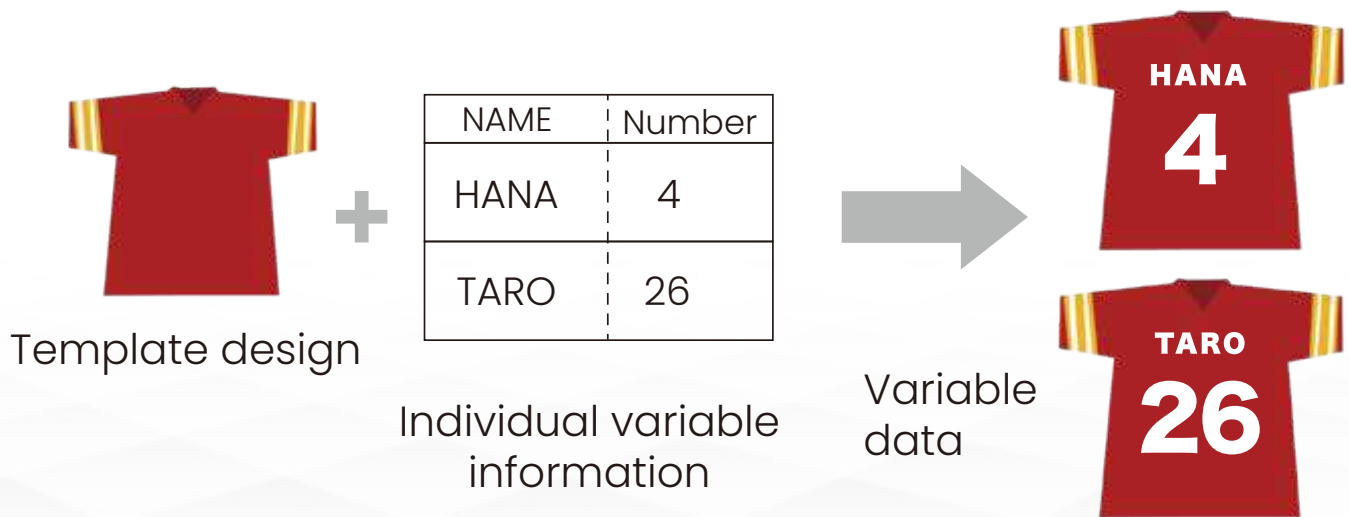 Template design
NAME Number
HANA 4
TARO 26
Individual variable
information
Variable
data
HANA
4
TARO
26